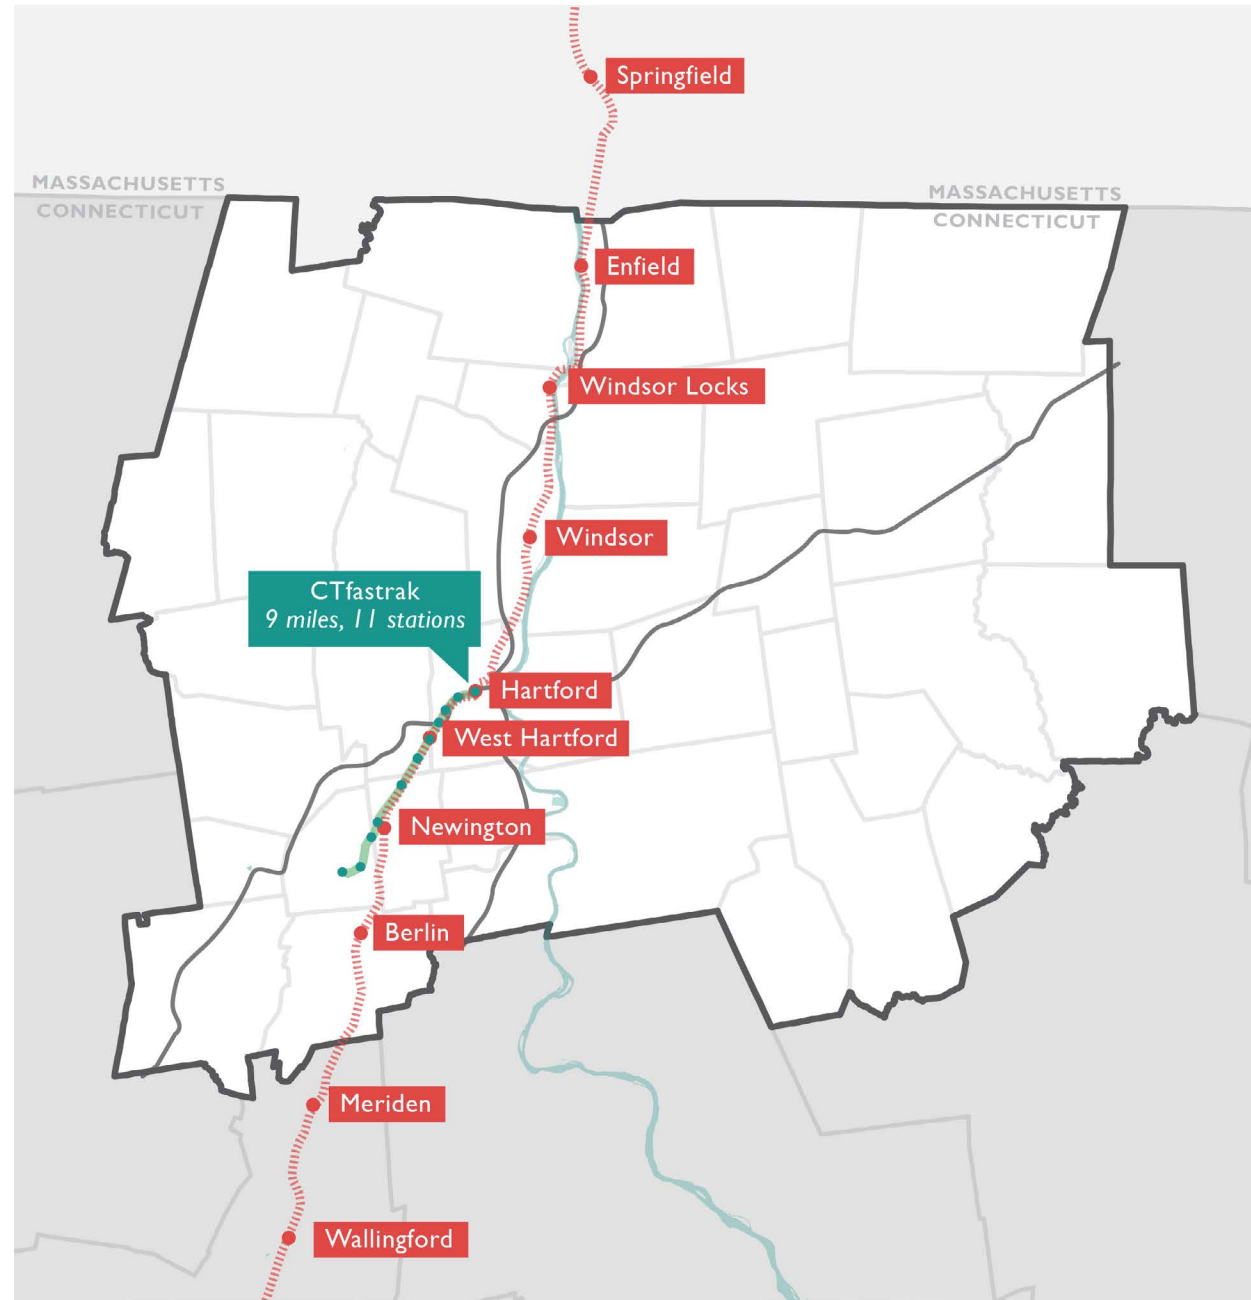 Springfield
MASSACHUSETTS
CONNECTICUT
MASSACHUSETTS
CONNECTICUT
Enfield
Windsor Locks
Windsor
CTfastrak
9 miles, 11 stations
Hartford
West Hartford
Newington
Berlin
Meriden
Wallingford